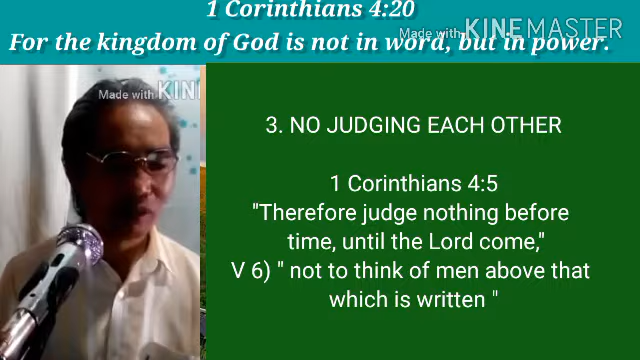 1 Corinthians 4:20
Made with KINEMASTER
For the kingdom of God is not in word, but in power.
Made with KINE
3. NO JUDGING EACH OTHER
1 Corinthians 4:5
"Therefore judge nothing before
time, until the Lord come,"
V 6) " not to think of men above that
which is written "